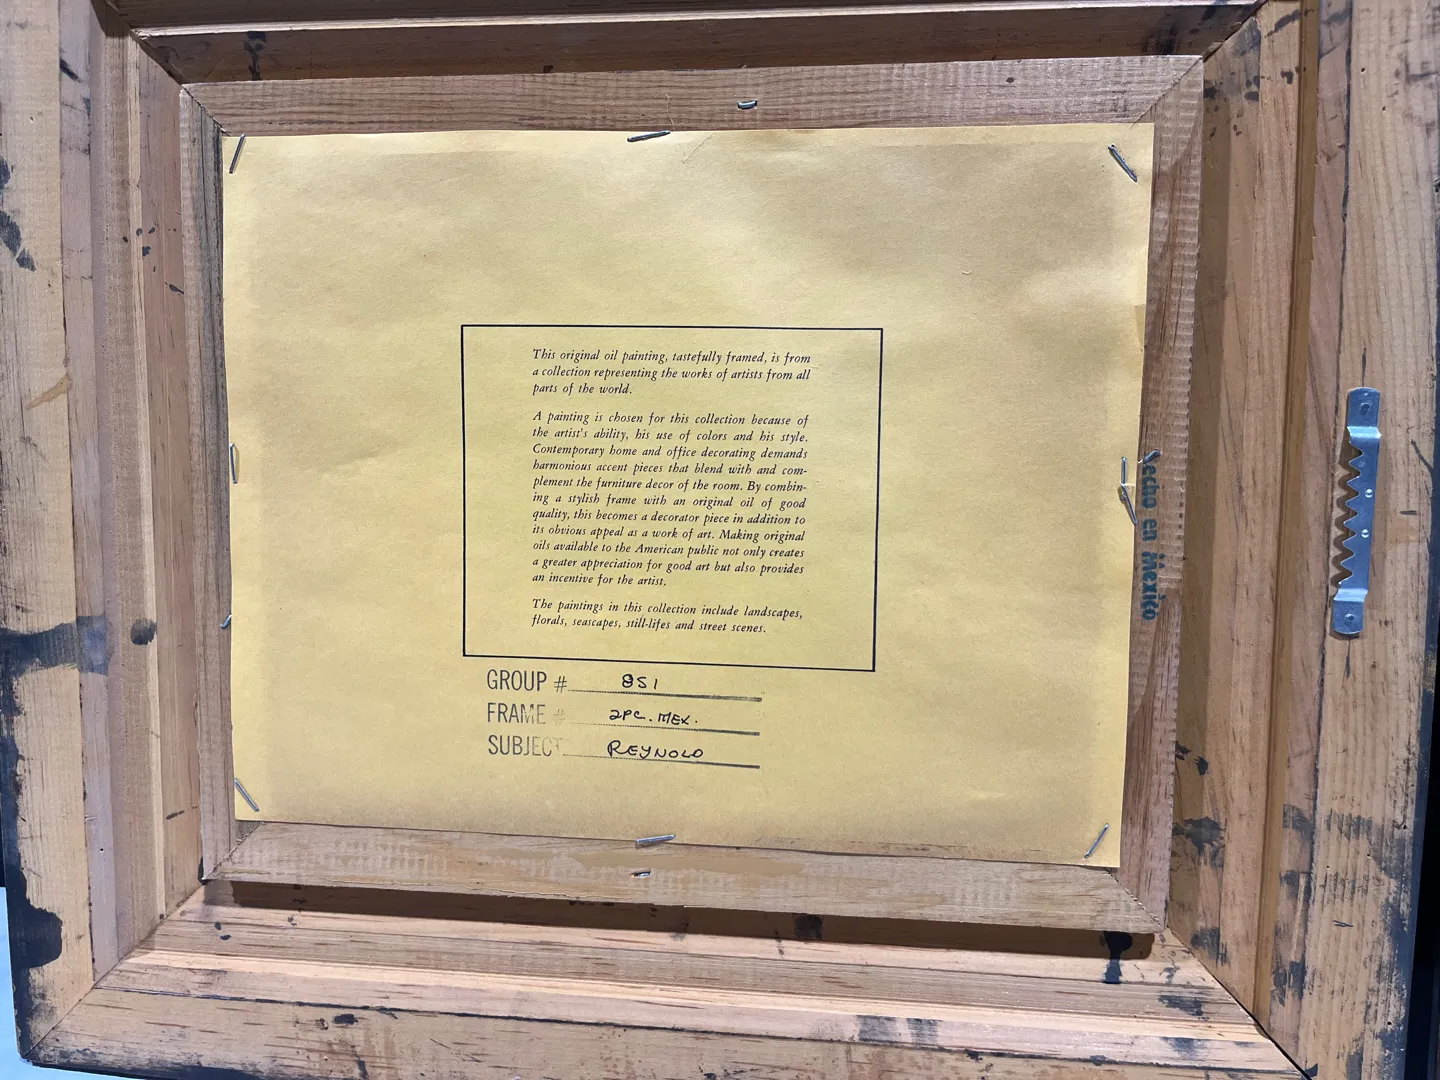 This original oil painting, tastefully framed, is from
a collection representing the works of artists from all
parts of the world.
A painting is chosen for this collection because of
the artist's ability, his use of colors and his style.
Contemporary home and office decorating demands
harmonious accent pieces that blend with and com-
plement the furniture decor of the room. By combin-
ing a stylish frame with an original oil of good
quality, this becomes a decorator piece in addition to
its obvious appeal as a work of art. Making original
oils available to the American public not only creates
a greater appreciation for good art but also provides
an incentive for the artist.
The paintings in this collection include landscapes,
florals, seascapes, still-lifes and street scenes.
GROUP # 851
FRAME # 2PC. MEX.
SUBJECT REYNOLD
echo en Mexico